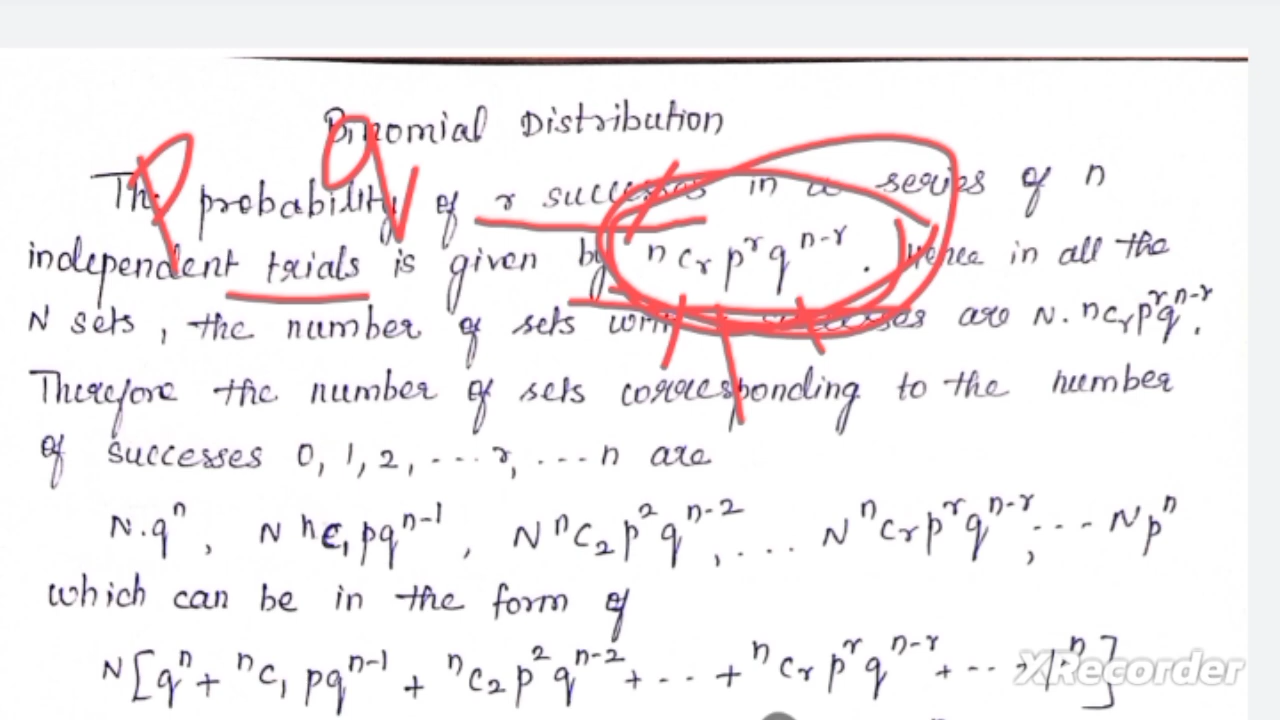 Binomial Distribution
P q
The probability of r successes in a series of n
independent trials is given by ⁿCᵣ pʳ qⁿ⁻ʳ. Hence in all the
N sets, the number of sets with r successes are N. nCᵣ pʳqⁿ⁻ʳ.
Therefore the number of sets corresponding to the number
of successes 0, 1, 2, ... r, ... n are
N.qⁿ, N ⁿC₁ pqⁿ⁻¹, N ⁿC₂ p² qⁿ⁻², ... N ⁿCᵣ pʳ qⁿ⁻ʳ, ... Npⁿ
which can be in the form of
N[qⁿ + ⁿC₁ pqⁿ⁻¹ + ⁿC₂ p² qⁿ⁻² + ... + ⁿCᵣ pʳ qⁿ⁻ʳ + ... + pⁿ]
XRecorder